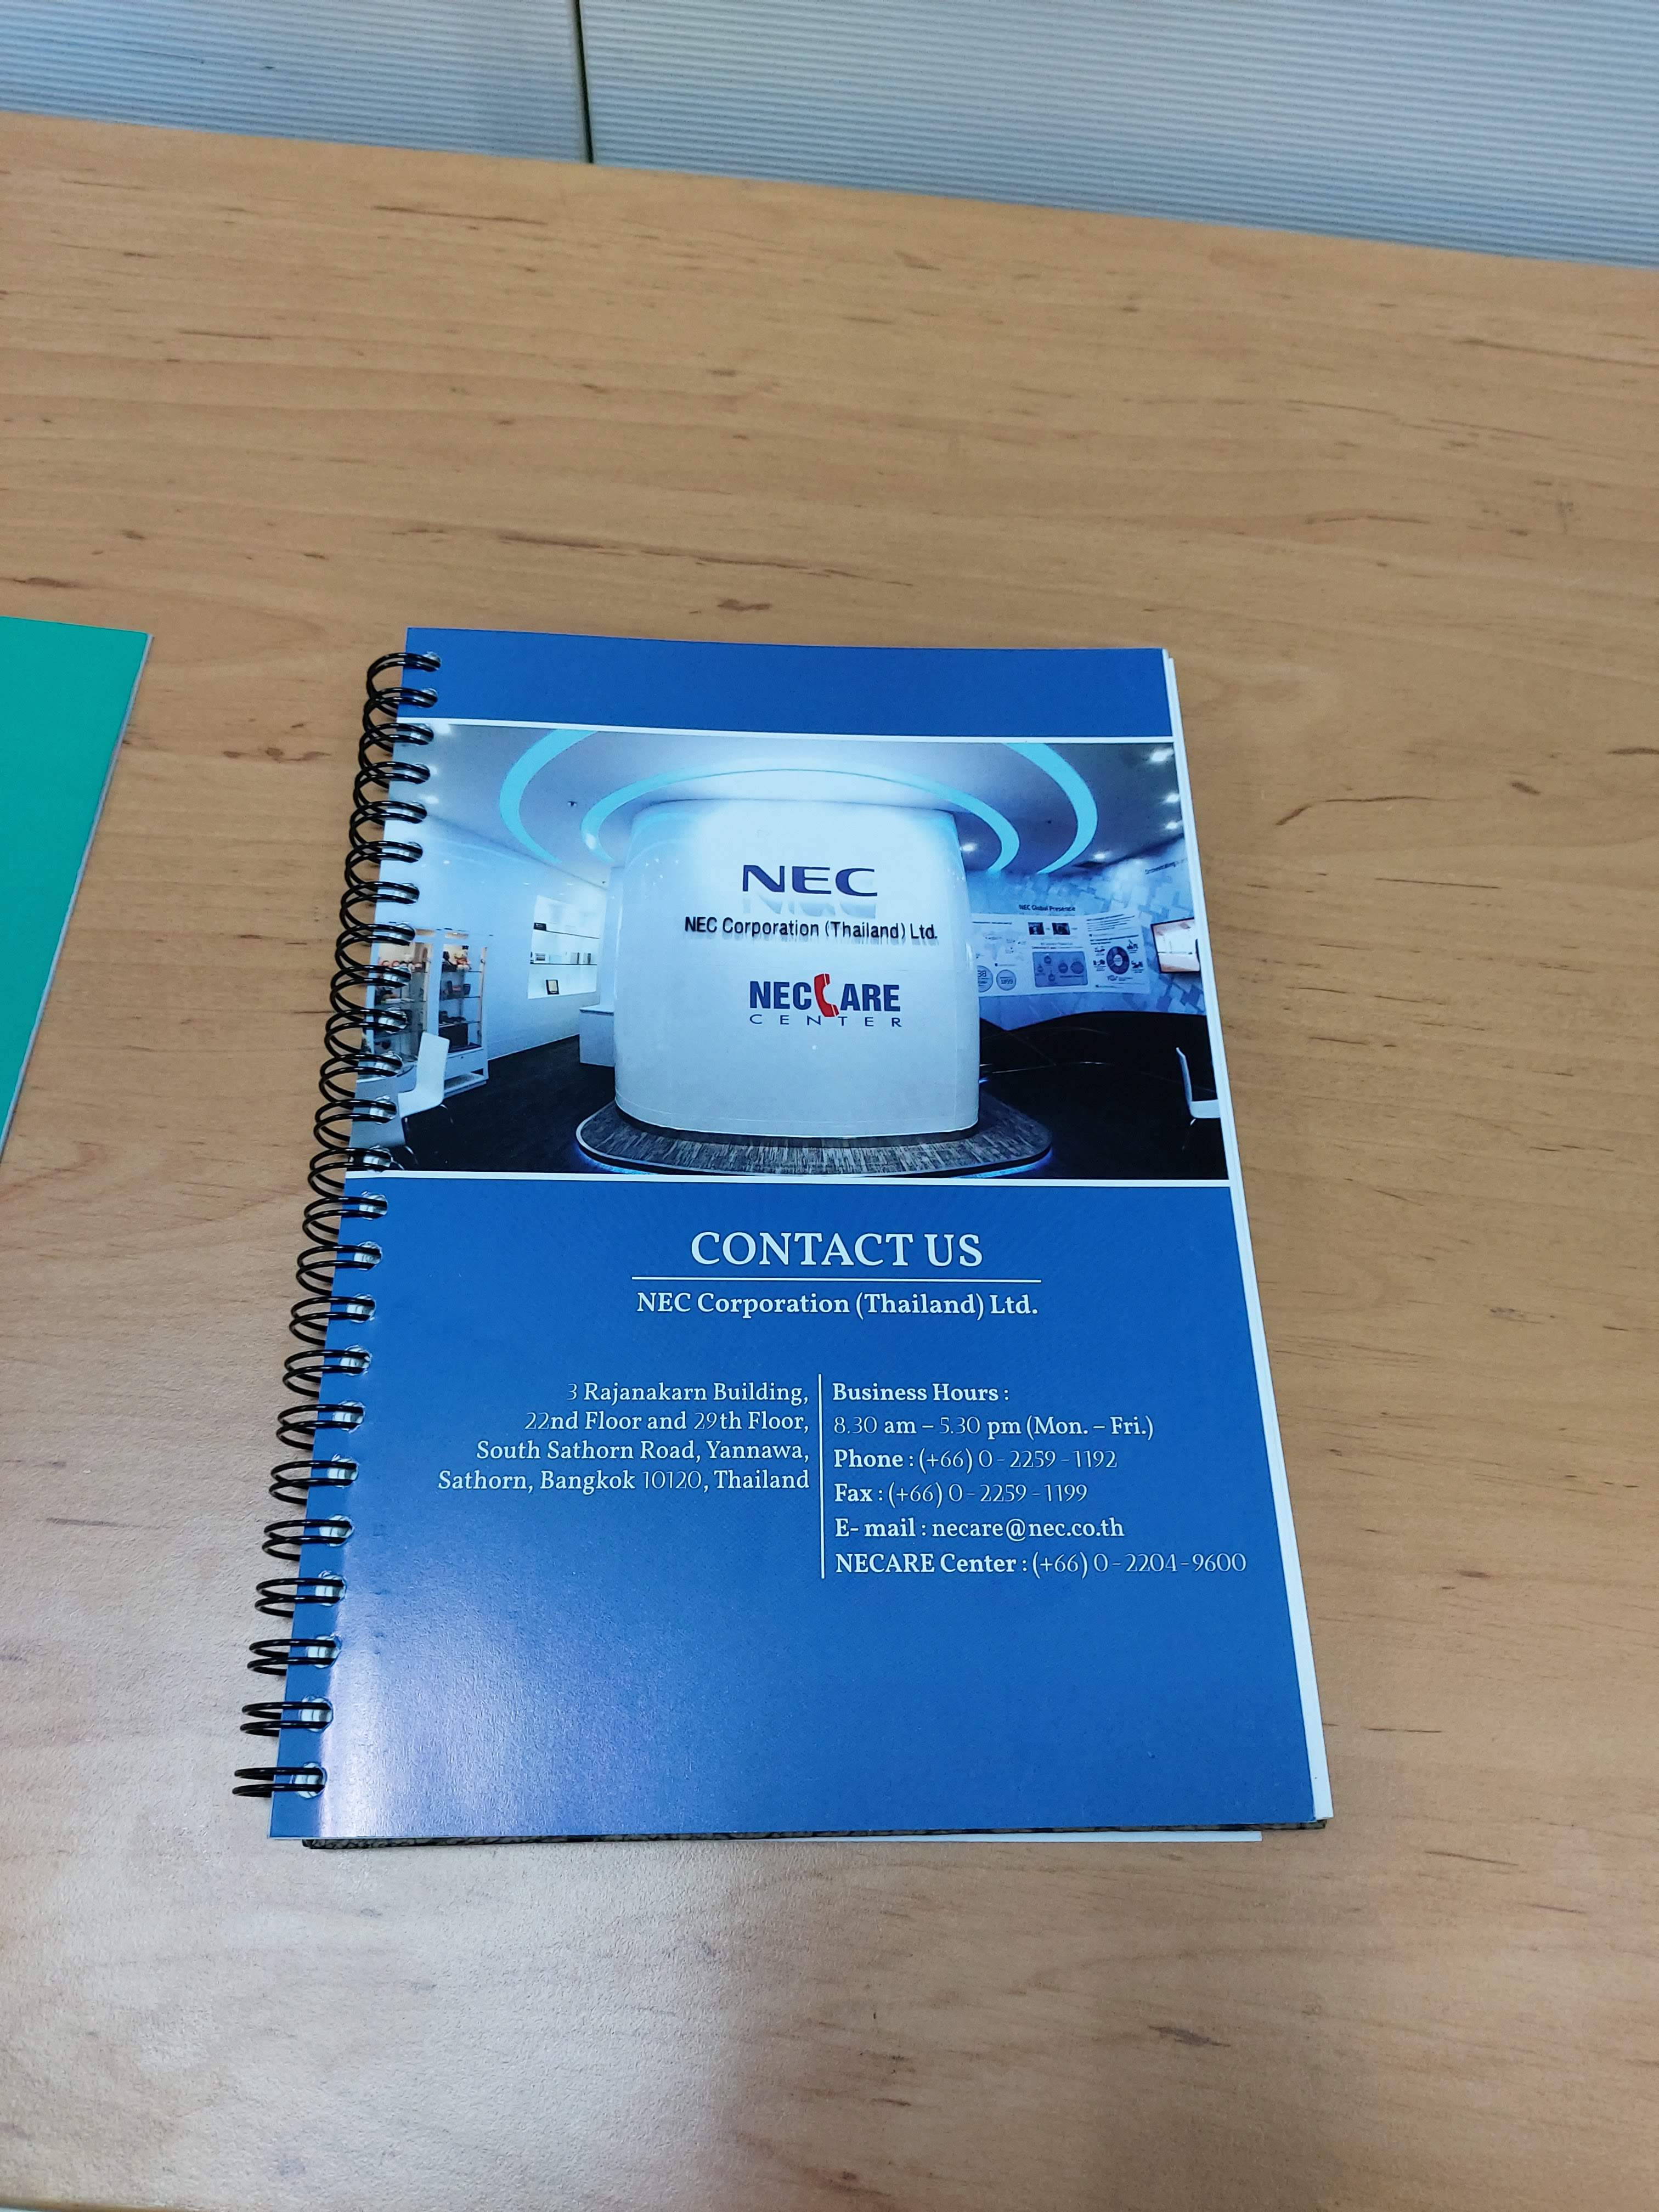 NEC
NEC Corporation (Thailand) Ltd.
NECCARE
CENTER
NEC Global Presence
CONTACT US
NEC Corporation (Thailand) Ltd.
3 Rajanakarn Building,
22nd Floor and 29th Floor,
South Sathorn Road, Yannawa,
Sathorn, Bangkok 10120, Thailand
Business Hours :
8.30 am – 5.30 pm (Mon. – Fri.)
Phone : (+66) 0 - 2259 - 1192
Fax : (+66) 0 - 2259 - 1199
E- mail : necare@nec.co.th
NECARE Center : (+66) 0 - 2204 - 9600